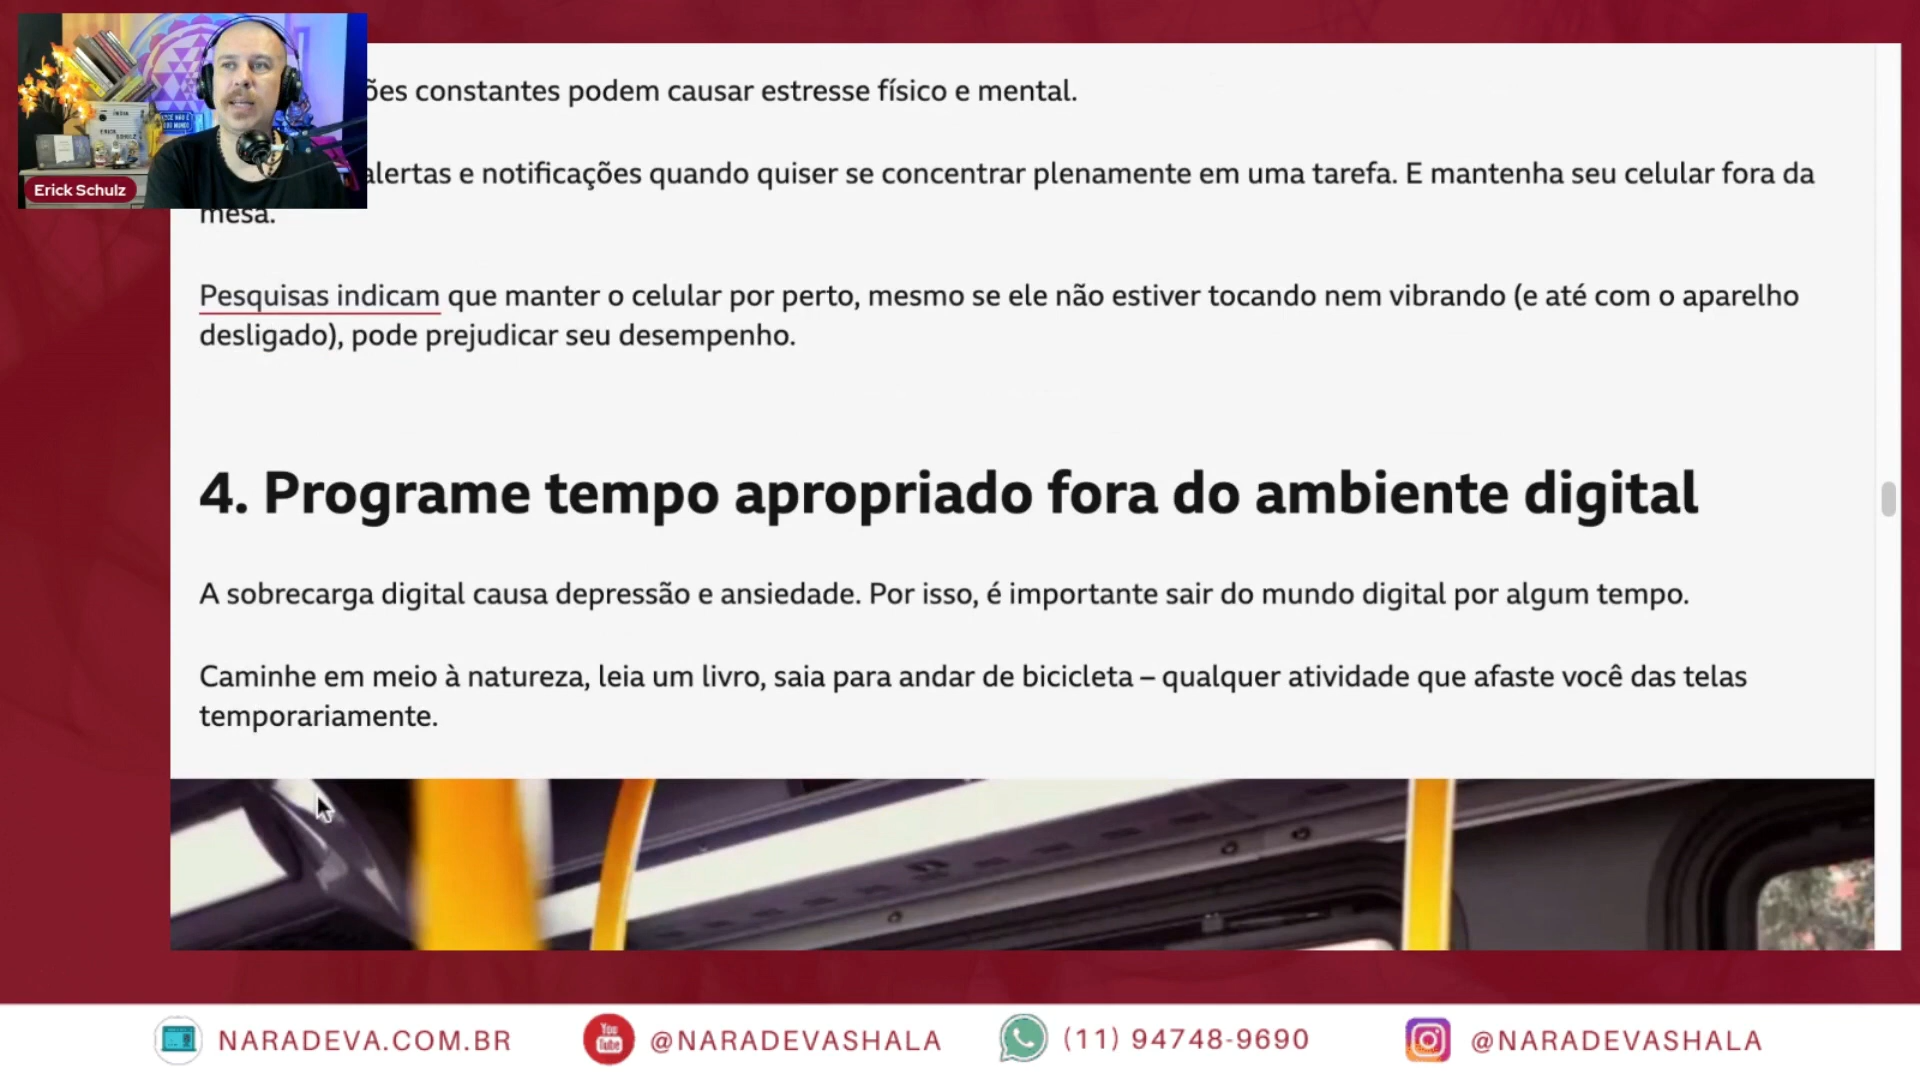 ões constantes podem causar estresse físico e mental.
alertas e notificações quando quiser se concentrar plenamente em uma tarefa. E mantenha seu celular fora da
mesa.
Erick Schulz
Pesquisas indicam que manter o celular por perto, mesmo se ele não estiver tocando nem vibrando (e até com o aparelho
desligado), pode prejudicar seu desempenho.
4. Programe tempo apropriado fora do ambiente digital
A sobrecarga digital causa depressão e ansiedade. Por isso, é importante sair do mundo digital por algum tempo.
Caminhe em meio à natureza, leia um livro, saia para andar de bicicleta – qualquer atividade que afaste você das telas
temporariamente.
NARADEVA.COM.BR
You
Tube
@NARADEVASHALA
(11) 94748-9690
@NARADEVASHALA